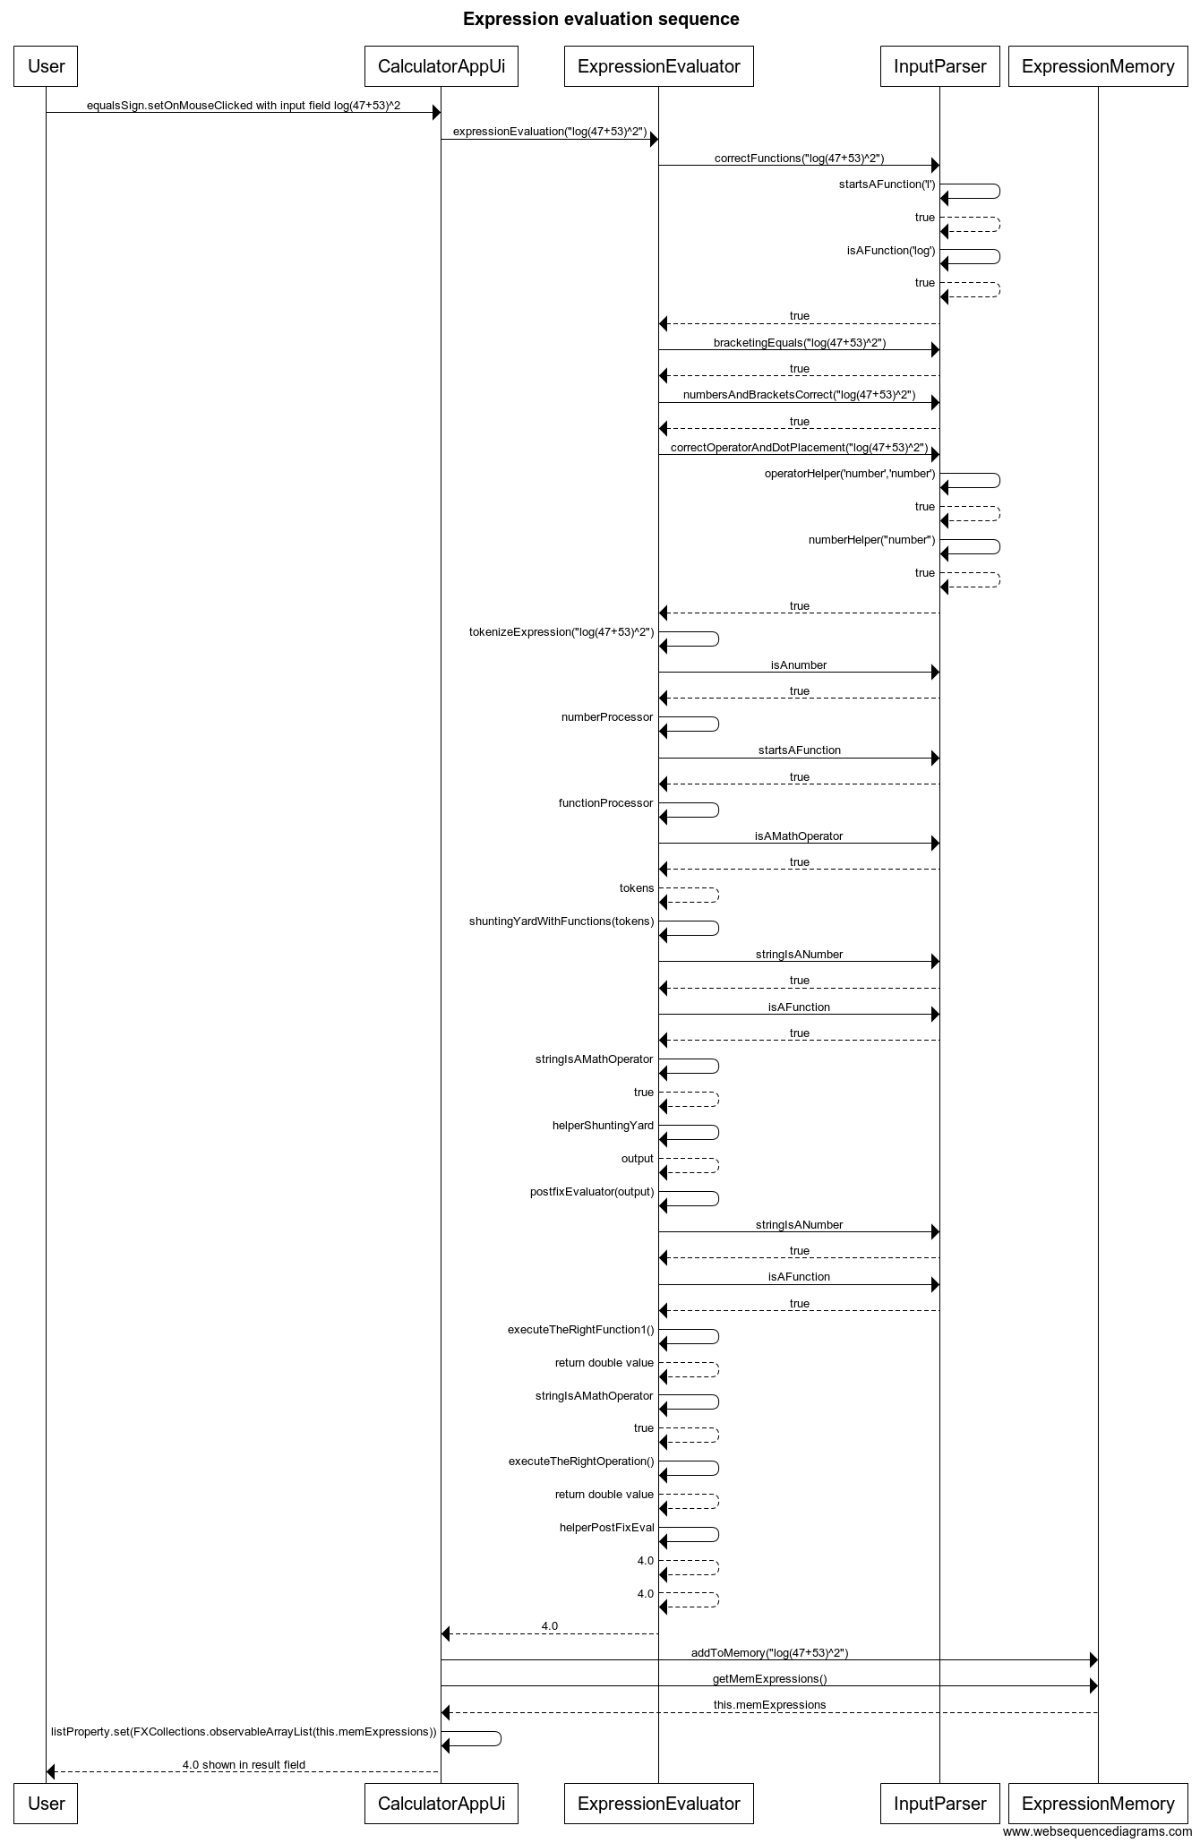 Expression evaluation sequence
User
CalculatorAppUi
ExpressionEvaluator
InputParser
ExpressionMemory
equalsSign.setOnMouseClicked with input field log(47+53)^2
expressionEvaluation("log(47+53)^2")
correctFunctions("log(47+53)^2")
startsAFunction('l')
true
isAFunction('log')
true
true
bracketingEquals("log(47+53)^2")
true
numbersAndBracketsCorrect("log(47+53)^2")
true
correctOperatorAndDotPlacement("log(47+53)^2")
operatorHelper('number','number')
true
numberHelper("number")
true
true
tokenizeExpression("log(47+53)^2")
isAnumber
true
numberProcessor
startsAFunction
true
functionProcessor
isAMathOperator
true
tokens
shuntingYardWithFunctions(tokens)
stringIsANumber
true
isAFunction
true
stringIsAMathOperator
true
helperShuntingYard
output
postfixEvaluator(output)
stringIsANumber
true
isAFunction
true
executeTheRightFunction1()
return double value
stringIsAMathOperator
true
executeTheRightOperation()
return double value
helperPostFixEval
4.0
4.0
4.0
addToMemory("log(47+53)^2")
getMemExpressions()
this.memExpressions
listProperty.set(FXCollections.observableArrayList(this.memExpressions))
4.0 shown in result field
User
CalculatorAppUi
ExpressionEvaluator
InputParser
ExpressionMemory
www.websequencediagrams.com